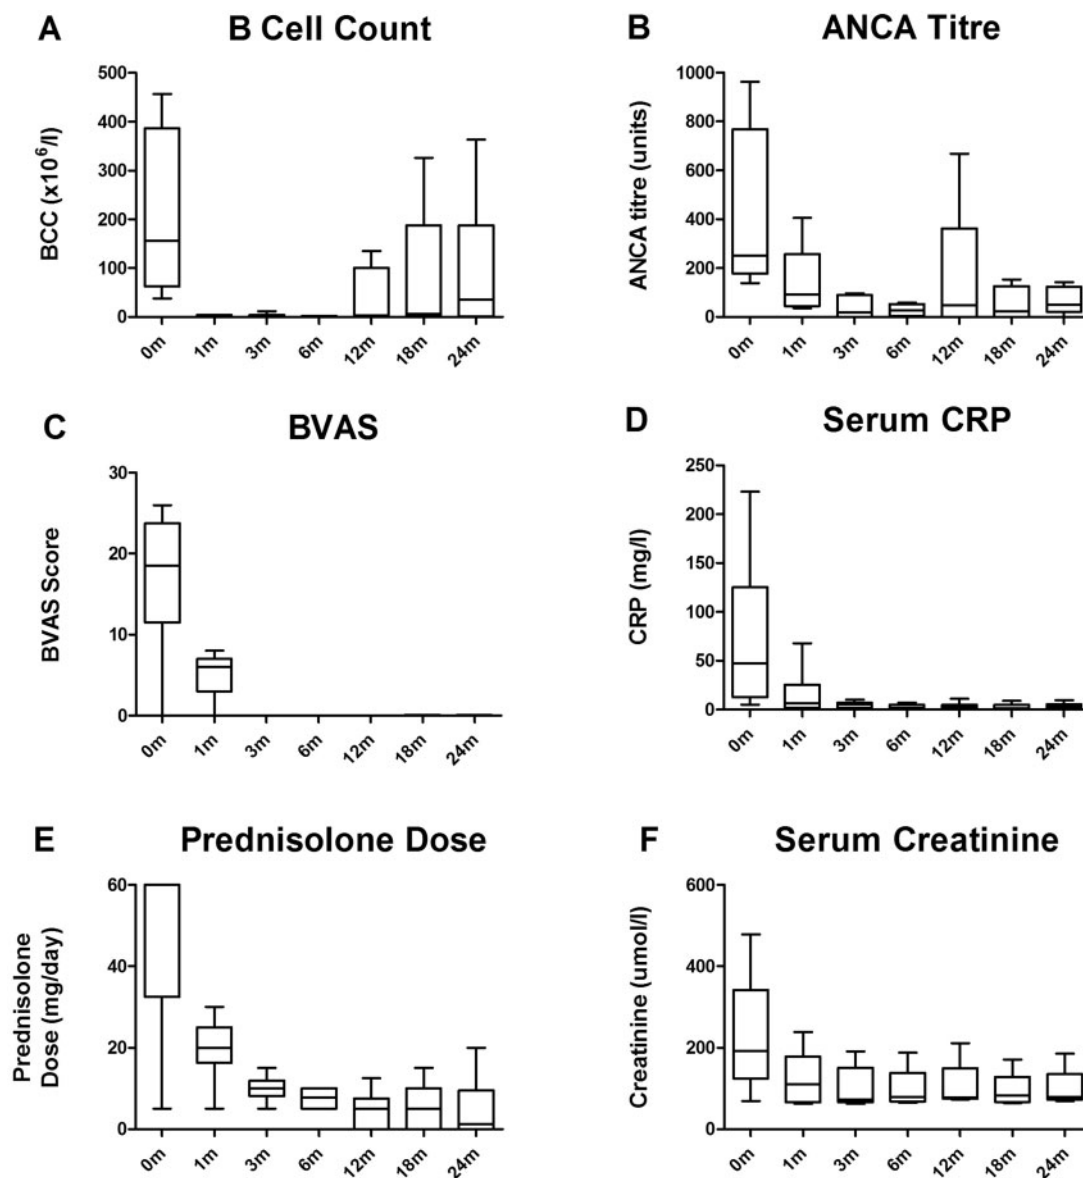 A B Cell Count
BCC (x10⁶/l)
500
400
300
200
100
0
0m 1m 3m 6m 12m 18m 24m
B ANCA Titre
ANCA titre (units)
1000
800
600
400
200
0
0m 1m 3m 6m 12m 18m 24m
C BVAS
BVAS Score
30
20
10
0
0m 1m 3m 6m 12m 18m 24m
D Serum CRP
CRP (mg/l)
250
200
150
100
50
0
0m 1m 3m 6m 12m 18m 24m
E Prednisolone Dose
Prednisolone
Dose (mg/day)
60
40
20
0
0m 1m 3m 6m 12m 18m 24m
F Serum Creatinine
Creatinine (umol/l)
600
400
200
0
0m 1m 3m 6m 12m 18m 24m